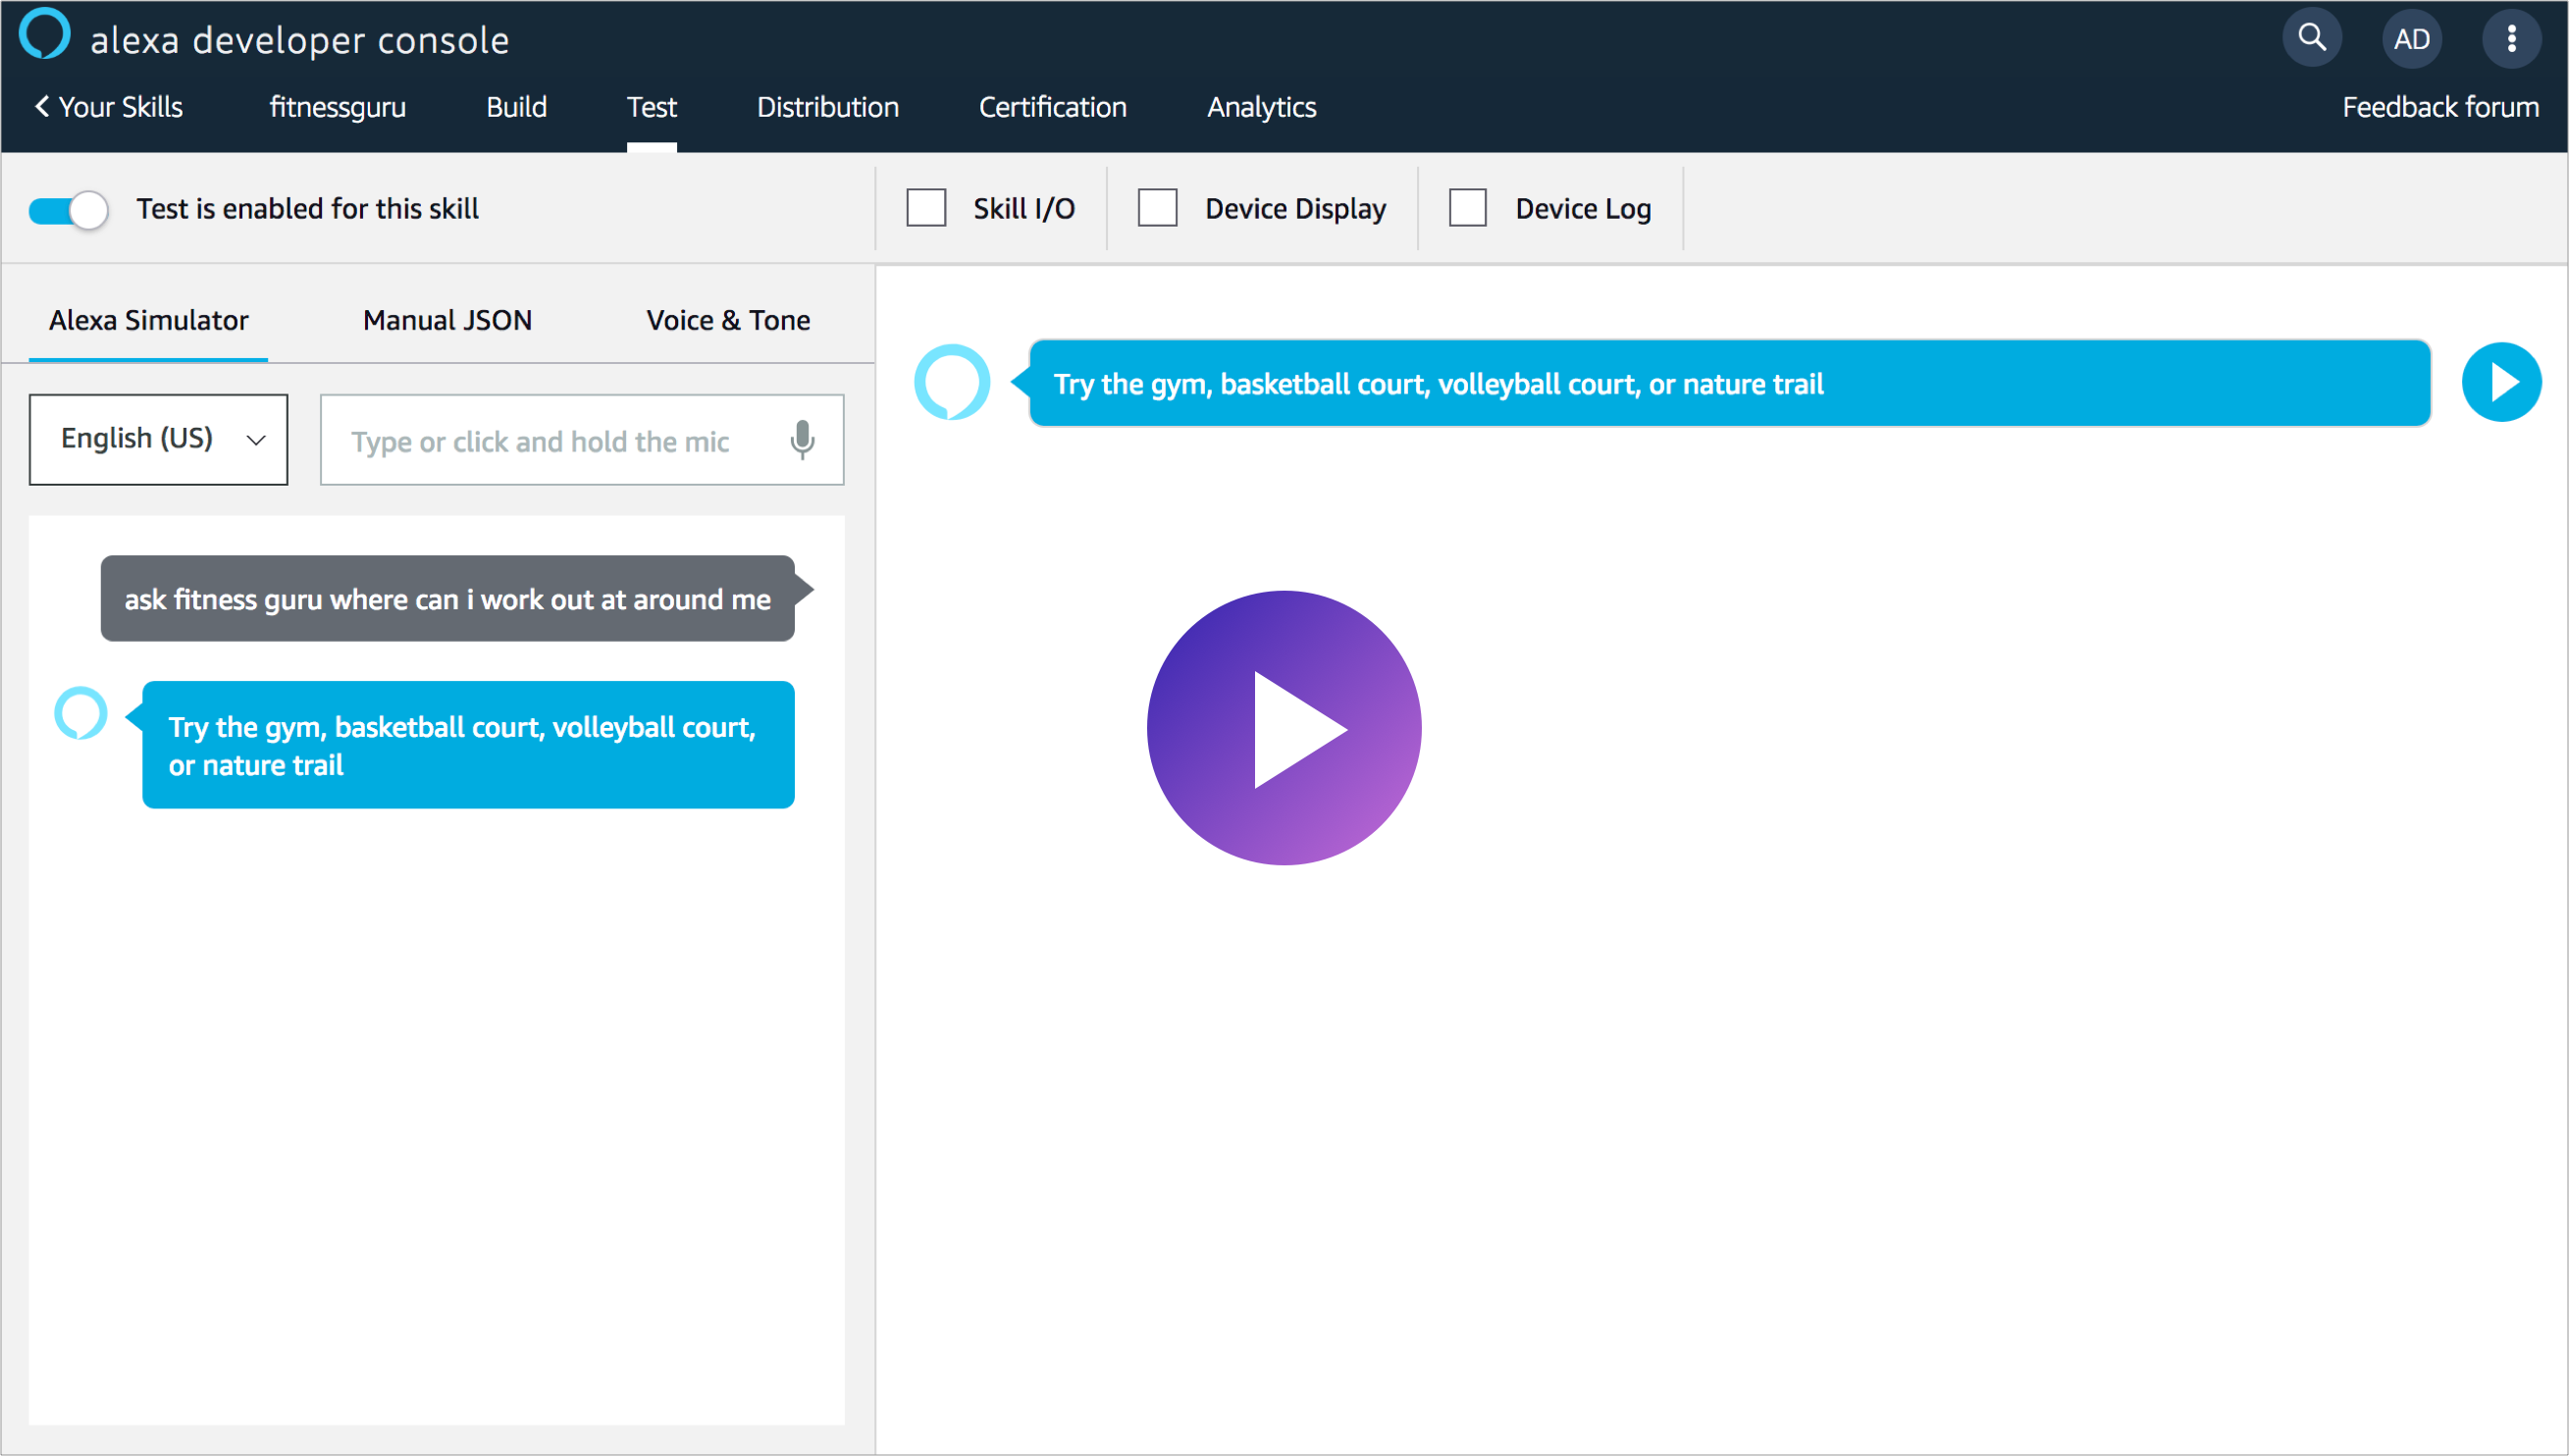 alexa developer console
AD
Your Skills fitnessguru Build Test Distribution Certification Analytics Feedback forum
Test is enabled for this skill Skill I/O Device Display Device Log
Alexa Simulator Manual JSON Voice & Tone
English (US) Type or click and hold the mic
ask fitness guru where can i work out at around me
Try the gym, basketball court, volleyball court,
or nature trail
Try the gym, basketball court, volleyball court, or nature trail